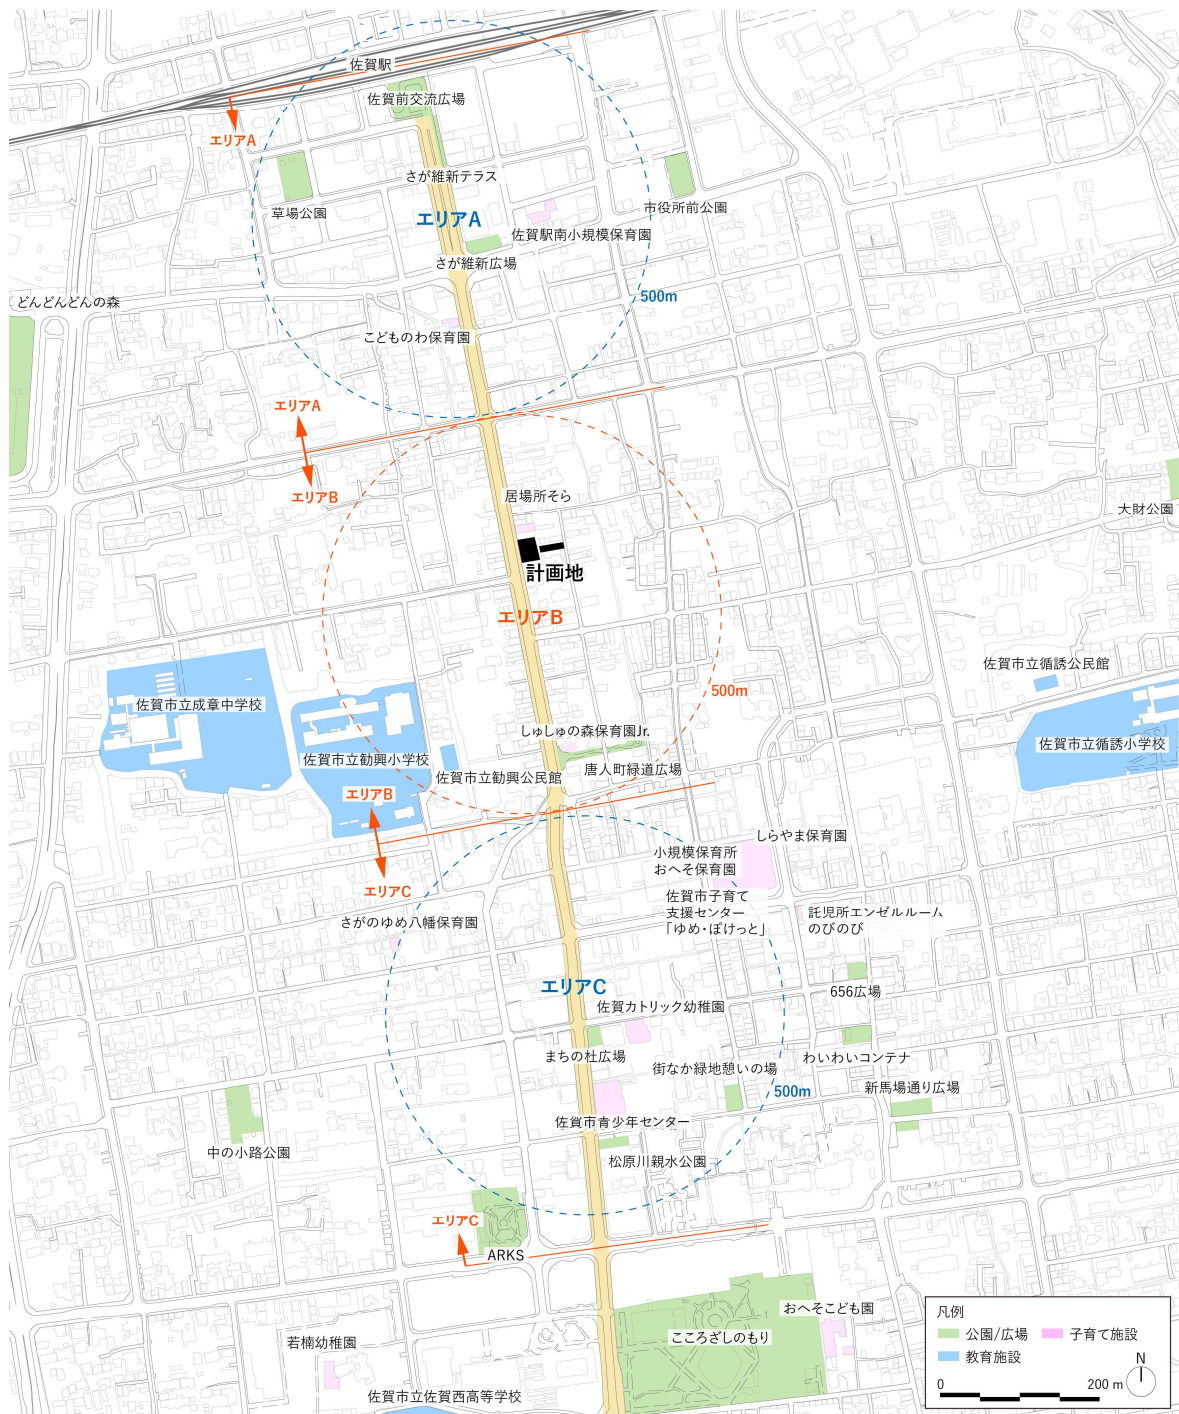 佐賀駅
佐賀前交流広場
エリアA
さが維新テラス
草場公園
エリアA
市役所前公園
佐賀駅南小規模保育園
さが維新広場
500m
どんどんどんの森
こどものわ保育園
エリアA
エリアB
居場所そら
大財公園
計画地
エリアB
佐賀市立循誘公民館
500m
佐賀市立成章中学校
しゅしゅの森保育園Jr.
佐賀市立循誘小学校
佐賀市立勧興小学校
唐人町緑道広場
佐賀市立勧興公民館
エリアB
しらやま保育園
小規模保育所
おへそ保育園
エリアC
佐賀市子育て
支援センター
「ゆめ・ぽけっと」
託児所エンゼルルーム
のびのび
さがのゆめ八幡保育園
エリアC
656広場
佐賀カトリック幼稚園
まちの杜広場
わいわいコンテナ
街なか緑地憩いの場
新馬場通り広場
500m
佐賀市青少年センター
中の小路公園
松原川親水公園
エリアC
ARKS
おへそこども園
こころざしのもり
若楠幼稚園
佐賀市立佐賀西高等学校
凡例
公園/広場
子育て施設
教育施設
N
0
200 m